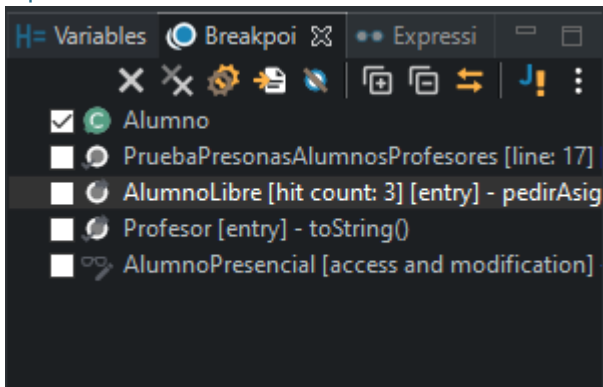 Variables Breakpoi Expressi
Alumno
PruebaPresonasAlumnosProfesores [line: 17]
AlumnoLibre [hit count: 3] [entry] - pedirAsig
Profesor [entry] - toString()
AlumnoPresencial [access and modification]